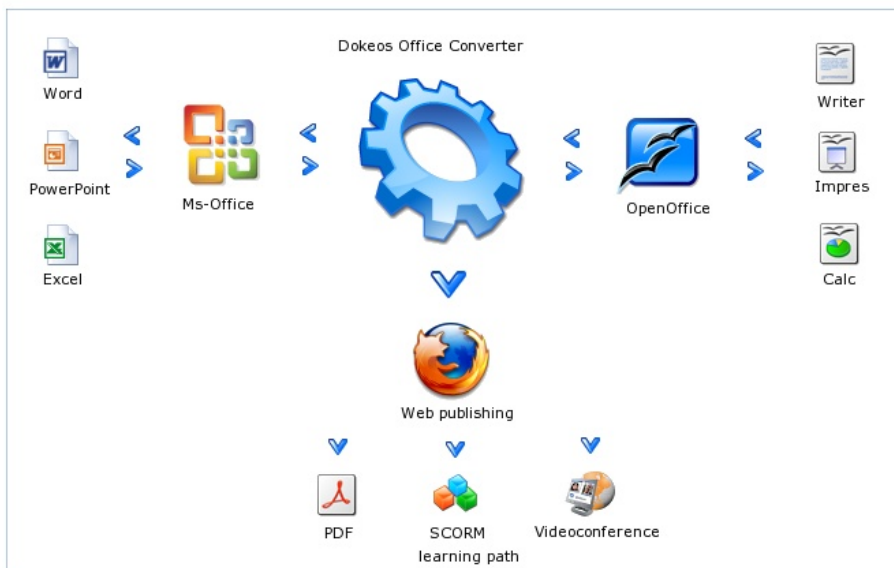 Dokeos Office Converter
Word
Writer
PowerPoint
Ms-Office
OpenOffice
Impres
Excel
Calc
Web publishing
PDF
SCORM
learning path
Videoconference